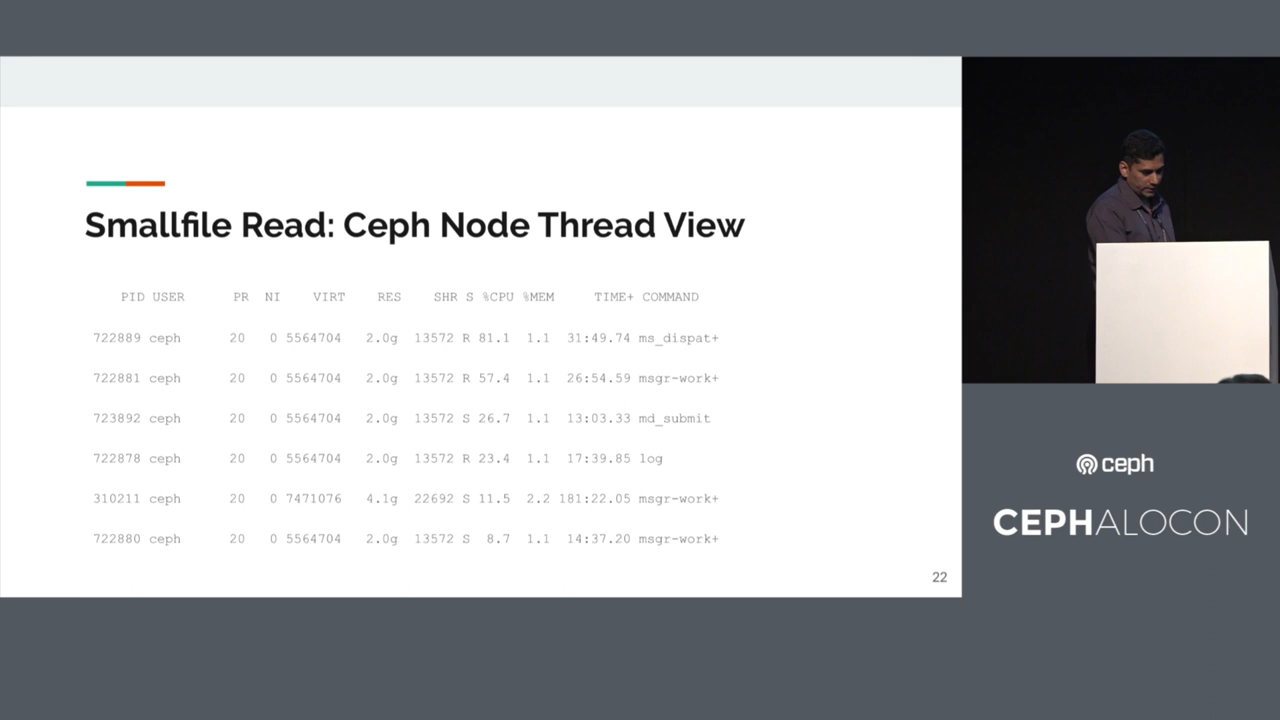 Smallfile Read: Ceph Node Thread View
PID USER PR NI VIRT RES SHR S %CPU %MEM TIME+ COMMAND
722889 ceph 20 0 5564704 2.0g 13572 R 81.1 1.1 31:49.74 ms_dispat+
722881 ceph 20 0 5564704 2.0g 13572 R 57.4 1.1 26:54.59 msgr-work+
723892 ceph 20 0 5564704 2.0g 13572 S 26.7 1.1 13:03.33 md_submit
722878 ceph 20 0 5564704 2.0g 13572 R 23.4 1.1 17:39.85 log
310211 ceph 20 0 7471076 4.1g 22692 S 11.5 2.2 181:22.05 msgr-work+
722880 ceph 20 0 5564704 2.0g 13572 S 8.7 1.1 14:37.20 msgr-work+
22
ceph
CEPHALOCON